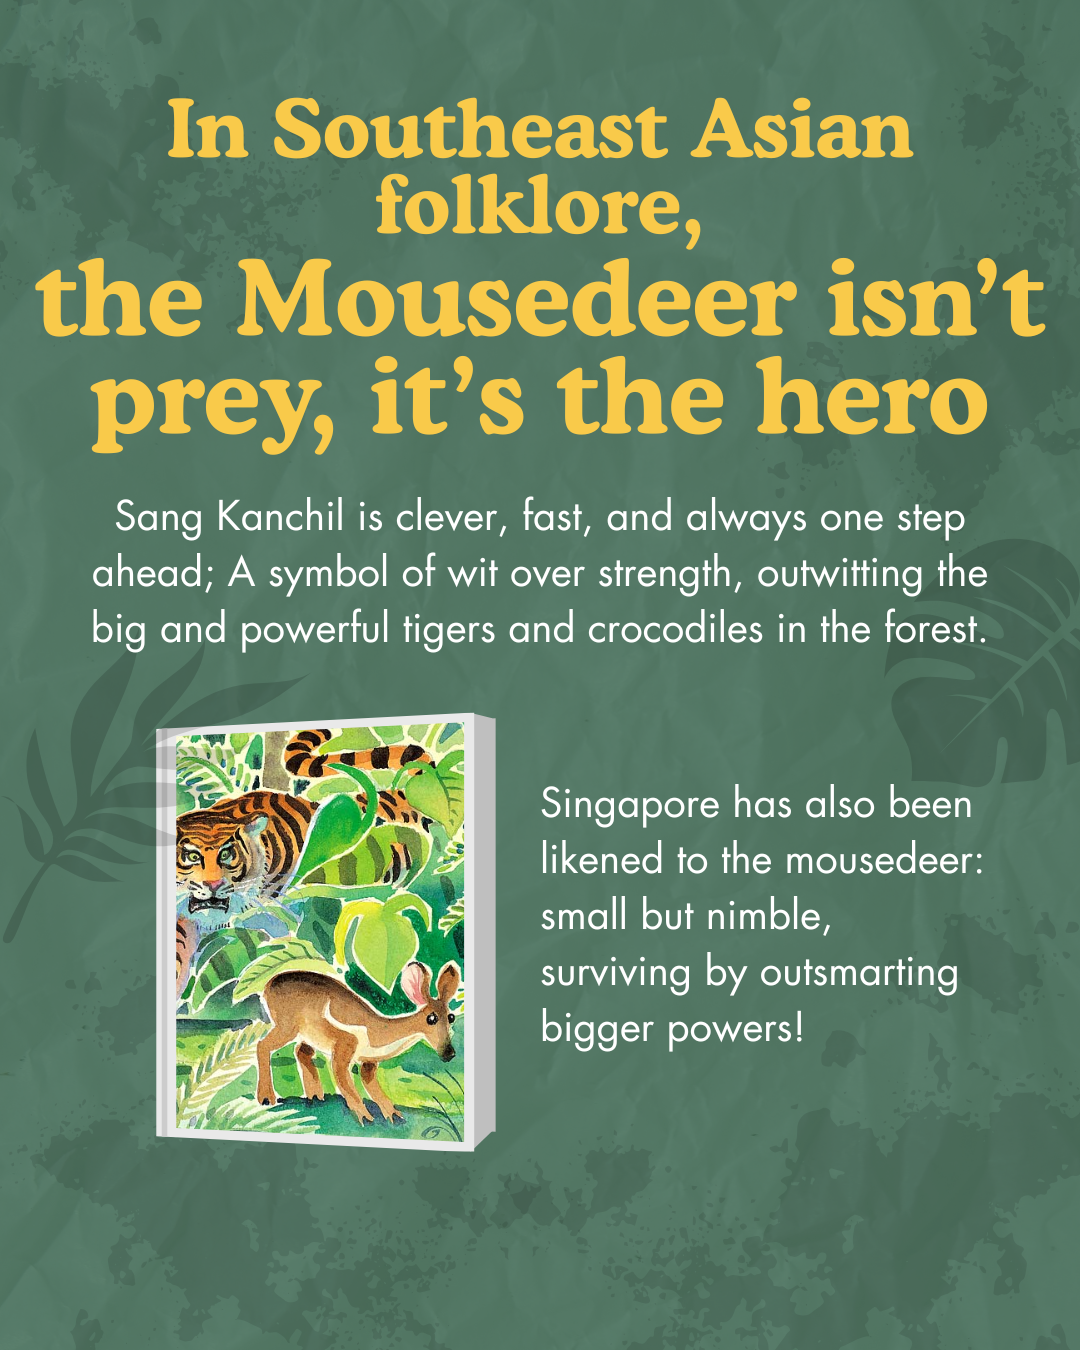 In Southeast Asian
folklore,
the Mousedeer isn’t
prey, it’s the hero
Sang Kanchil is clever, fast, and always one step
ahead; A symbol of wit over strength, outwitting the
big and powerful tigers and crocodiles in the forest.
Singapore has also been
likened to the mousedeer:
small but nimble,
surviving by outsmarting
bigger powers!